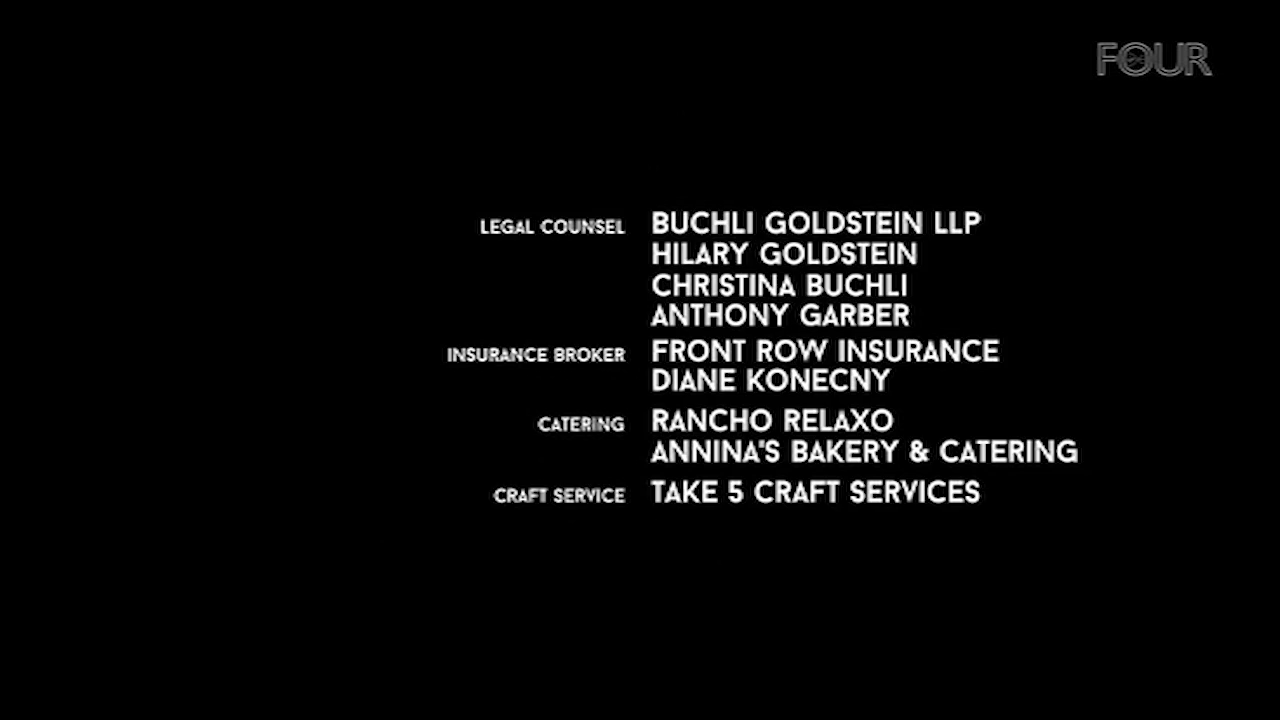 FOUR
LEGAL COUNSEL BUCHLI GOLDSTEIN LLP
HILARY GOLDSTEIN
CHRISTINA BUCHLI
ANTHONY GARBER
INSURANCE BROKER FRONT ROW INSURANCE
DIANE KONECNY
CATERING RANCHO RELAXO
ANNINA'S BAKERY & CATERING
CRAFT SERVICE TAKE 5 CRAFT SERVICES